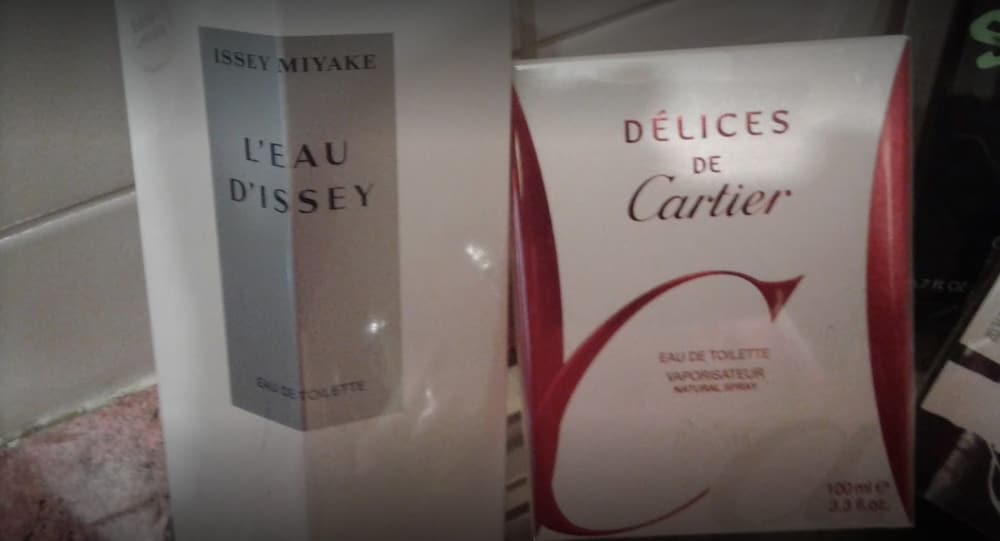 ISSEY MIYAKE
L'EAU
D'ISSEY
EAU DE TOILETTE
DÉLICES
DE
Cartier
EAU DE TOILETTE
VAPORISATEUR
NATURAL SPRAY
100 ml e
3.3 fl.oz.